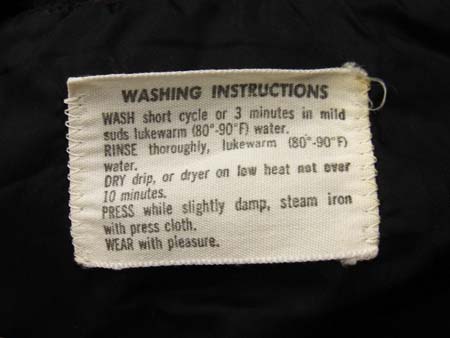 WASHING INSTRUCTIONS
WASH short cycle or 3 minutes in mild
suds lukewarm (80°-90°F) water.
RINSE thoroughly, lukewarm (80°-90°F)
water.
DRY drip, or dryer on low heat not over
10 minutes.
PRESS while slightly damp, steam iron
with press cloth.
WEAR with pleasure.